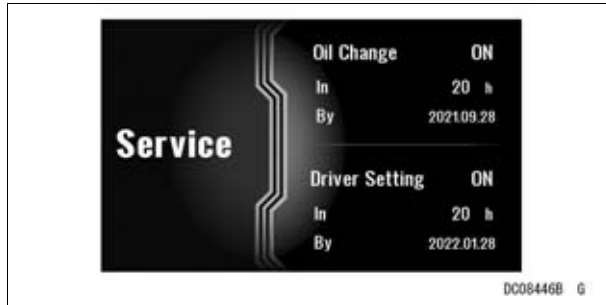 Service
Oil Change ON
In 20 h
By 2021.09.28
Driver Setting ON
In 20 h
By 2022.01.28
DC08446B G